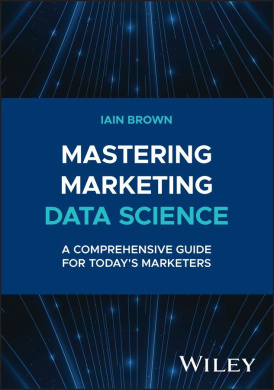 IAIN BROWN
MASTERING
MARKETING
DATA SCIENCE
A COMPREHENSIVE GUIDE
FOR TODAY'S MARKETERS
WILEY